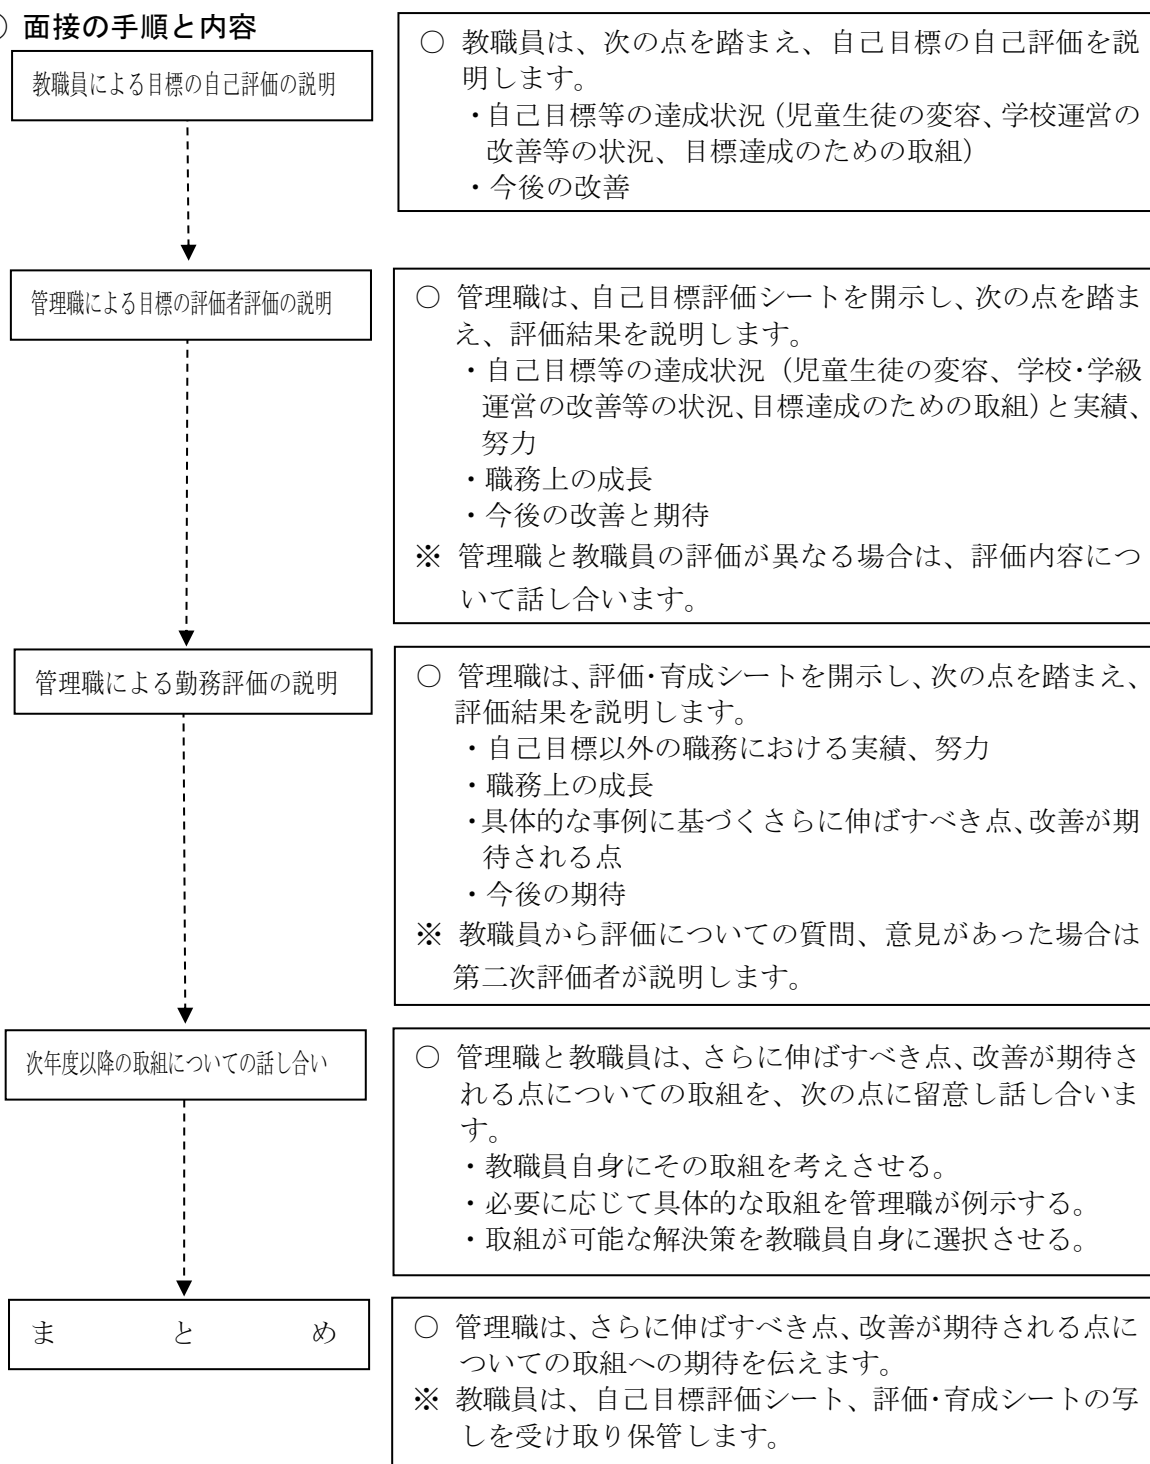 ○ 面接の手順と内容
教職員による目標の自己評価の説明
○ 教職員は、次の点を踏まえ、自己目標の自己評価を説
明します。
・自己目標等の達成状況（児童生徒の変容、学校運営の
改善等の状況、目標達成のための取組）
・今後の改善
管理職による目標の評価者評価の説明
○ 管理職は、自己目標評価シートを開示し、次の点を踏ま
え、評価結果を説明します。
・自己目標等の達成状況（児童生徒の変容、学校・学級
運営の改善等の状況、目標達成のための取組）と実績、
努力
・職務上の成長
・今後の改善と期待
※ 管理職と教職員の評価が異なる場合は、評価内容につ
いて話し合います。
管理職による勤務評価の説明
○ 管理職は、評価・育成シートを開示し、次の点を踏まえ、
評価結果を説明します。
・自己目標以外の職務における実績、努力
・職務上の成長
・具体的な事例に基づくさらに伸ばすべき点、改善が期
待される点
・今後の期待
※ 教職員から評価についての質問、意見があった場合は
第二次評価者が説明します。
次年度以降の取組についての話し合い
○ 管理職と教職員は、さらに伸ばすべき点、改善が期待さ
れる点についての取組を、次の点に留意し話し合いま
す。
・教職員自身にその取組を考えさせる。
・必要に応じて具体的な取組を管理職が例示する。
・取組が可能な解決策を教職員自身に選択させる。
ま と め
○ 管理職は、さらに伸ばすべき点、改善が期待される点に
ついての取組への期待を伝えます。
※ 教職員は、自己目標評価シート、評価・育成シートの写
しを受け取り保管します。